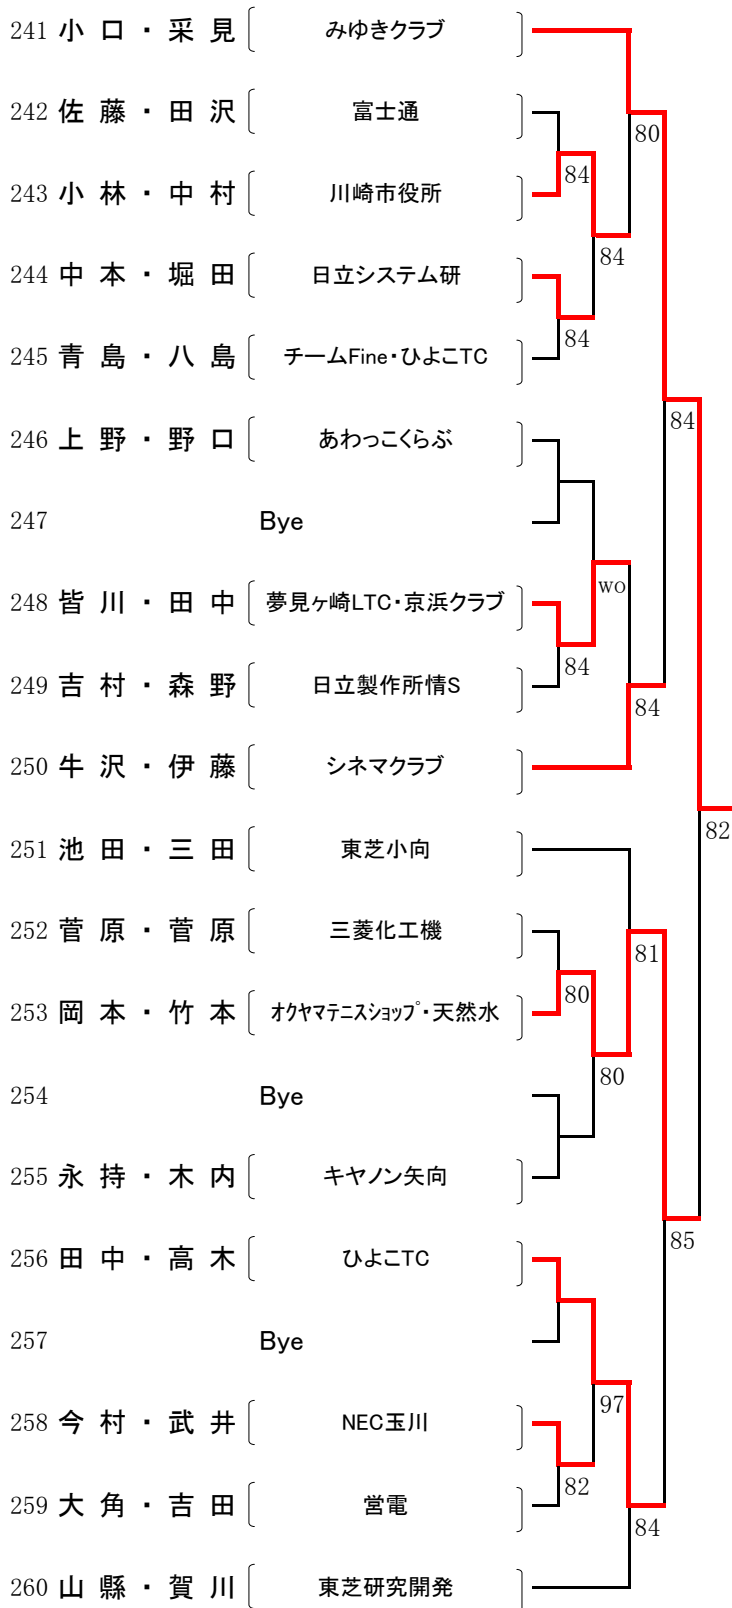 241 小口・采見 みゆきクラブ
80
242 佐藤・田沢 富士通
84
243 小林・中村 川崎市役所
84
244 中本・堀田 日立システム研
84
245 青島・八島 チームFine・ひよこTC
84
246 上野・野口 あわっこくらぶ
247 Bye
wo
248 皆川・田中 夢見ヶ崎LTC・京浜クラブ
84
249 吉村・森野 日立製作所情S
84
250 牛沢・伊藤 シネマクラブ
82
251 池田・三田 東芝小向
252 菅原・菅原 三菱化工機
81
80
253 岡本・竹本 オクヤマテニスショップ・天然水
80
254 Bye
255 永持・木内 キヤノン矢向
85
256 田中・高木 ひよこTC
257 Bye
97
258 今村・武井 NEC玉川
82
259 大角・吉田 営電
84
260 山縣・賀川 東芝研究開発